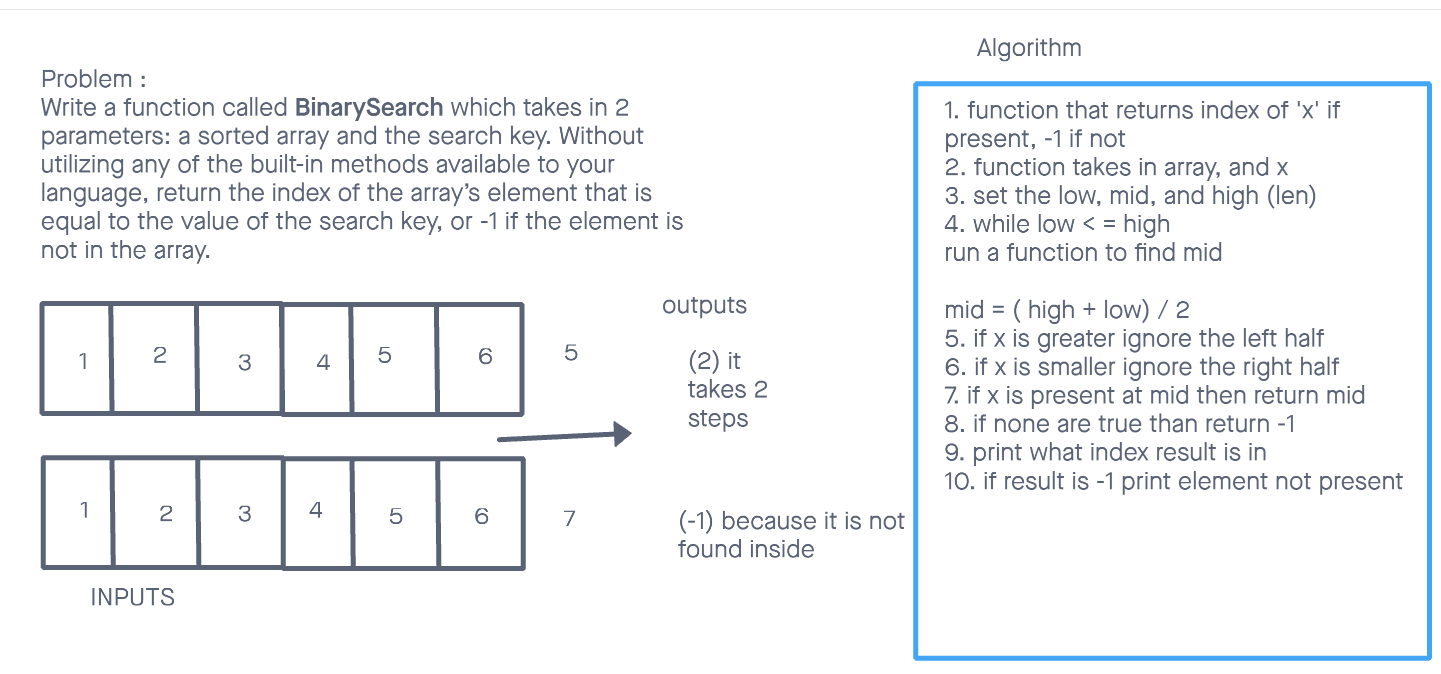 Problem :
Write a function called BinarySearch which takes in 2
parameters: a sorted array and the search key. Without
utilizing any of the built-in methods available to your
language, return the index of the array's element that is
equal to the value of the search key, or -1 if the element is
not in the array.
1 2 3 4 5 6 5
outputs
(2) it
takes 2
steps
1 2 3 4 5 6 7
(-1) because it is not
found inside
INPUTS
Algorithm
1. function that returns index of 'x' if
present, -1 if not
2. function takes in array, and x
3. set the low, mid, and high (len)
4. while low < = high
run a function to find mid
mid = ( high + low) / 2
5. if x is greater ignore the left half
6. if x is smaller ignore the right half
7. if x is present at mid then return mid
8. if none are true than return -1
9. print what index result is in
10. if result is -1 print element not present